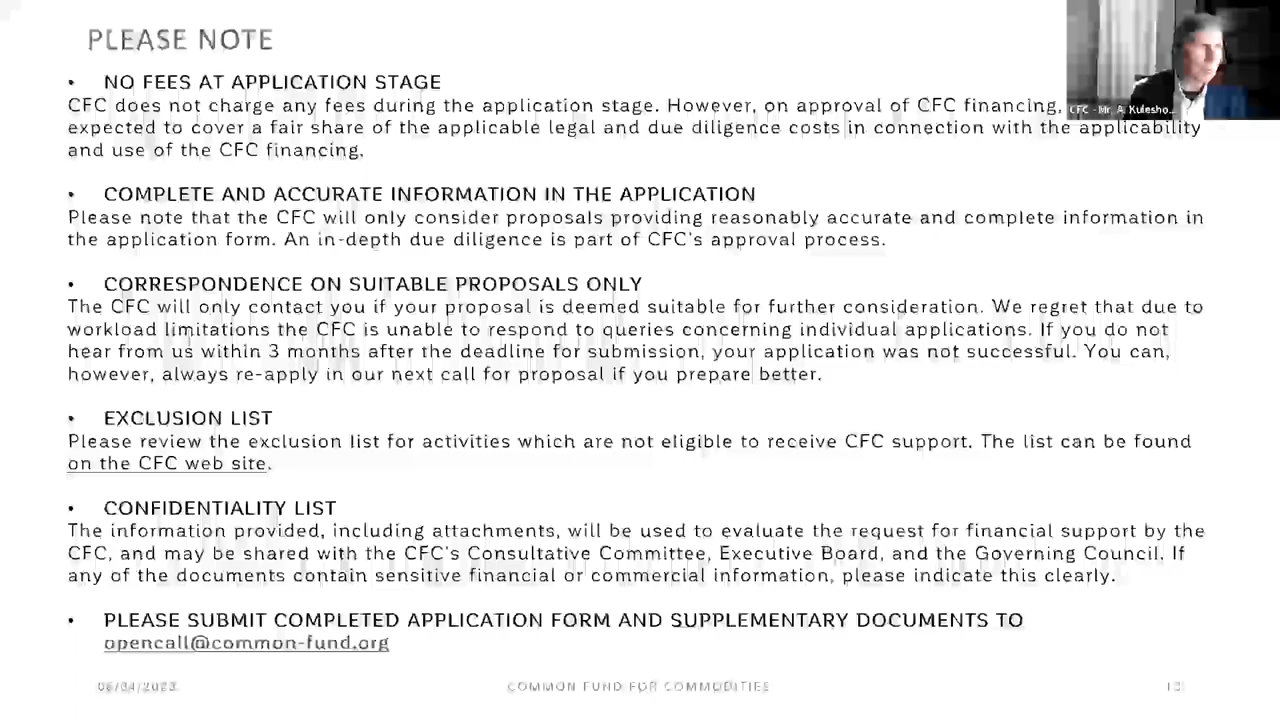 PLEASE NOTE
• NO FEES AT APPLICATION STAGE
CFC does not charge any fees during the application stage. However, on approval of CFC financing,
expected to cover a fair share of the applicable legal and due diligence costs in connection with the applicability
and use of the CFC financing.
CFC - Mr. A. Kulesho...
• COMPLETE AND ACCURATE INFORMATION IN THE APPLICATION
Please note that the CFC will only consider proposals providing reasonably accurate and complete information in
the application form. An in-depth due diligence is part of CFC's approval process.
• CORRESPONDENCE ON SUITABLE PROPOSALS ONLY
The CFC will only contact you if your proposal is deemed suitable for further consideration. We regret that due to
workload limitations the CFC is unable to respond to queries concerning individual applications. If you do not
hear from us within 3 months after the deadline for submission, your application was not successful. You can,
however, always re-apply in our next call for proposal if you prepare better.
• EXCLUSION LIST
Please review the exclusion list for activities which are not eligible to receive CFC support. The list can be found
on the CFC web site.
• CONFIDENTIALITY LIST
The information provided, including attachments, will be used to evaluate the request for financial support by the
CFC, and may be shared with the CFC's Consultative Committee, Executive Board, and the Governing Council. If
any of the documents contain sensitive financial or commercial information, please indicate this clearly.
• PLEASE SUBMIT COMPLETED APPLICATION FORM AND SUPPLEMENTARY DOCUMENTS TO
opencall@common-fund.org
COMMON FUND FOR COMMODITIES